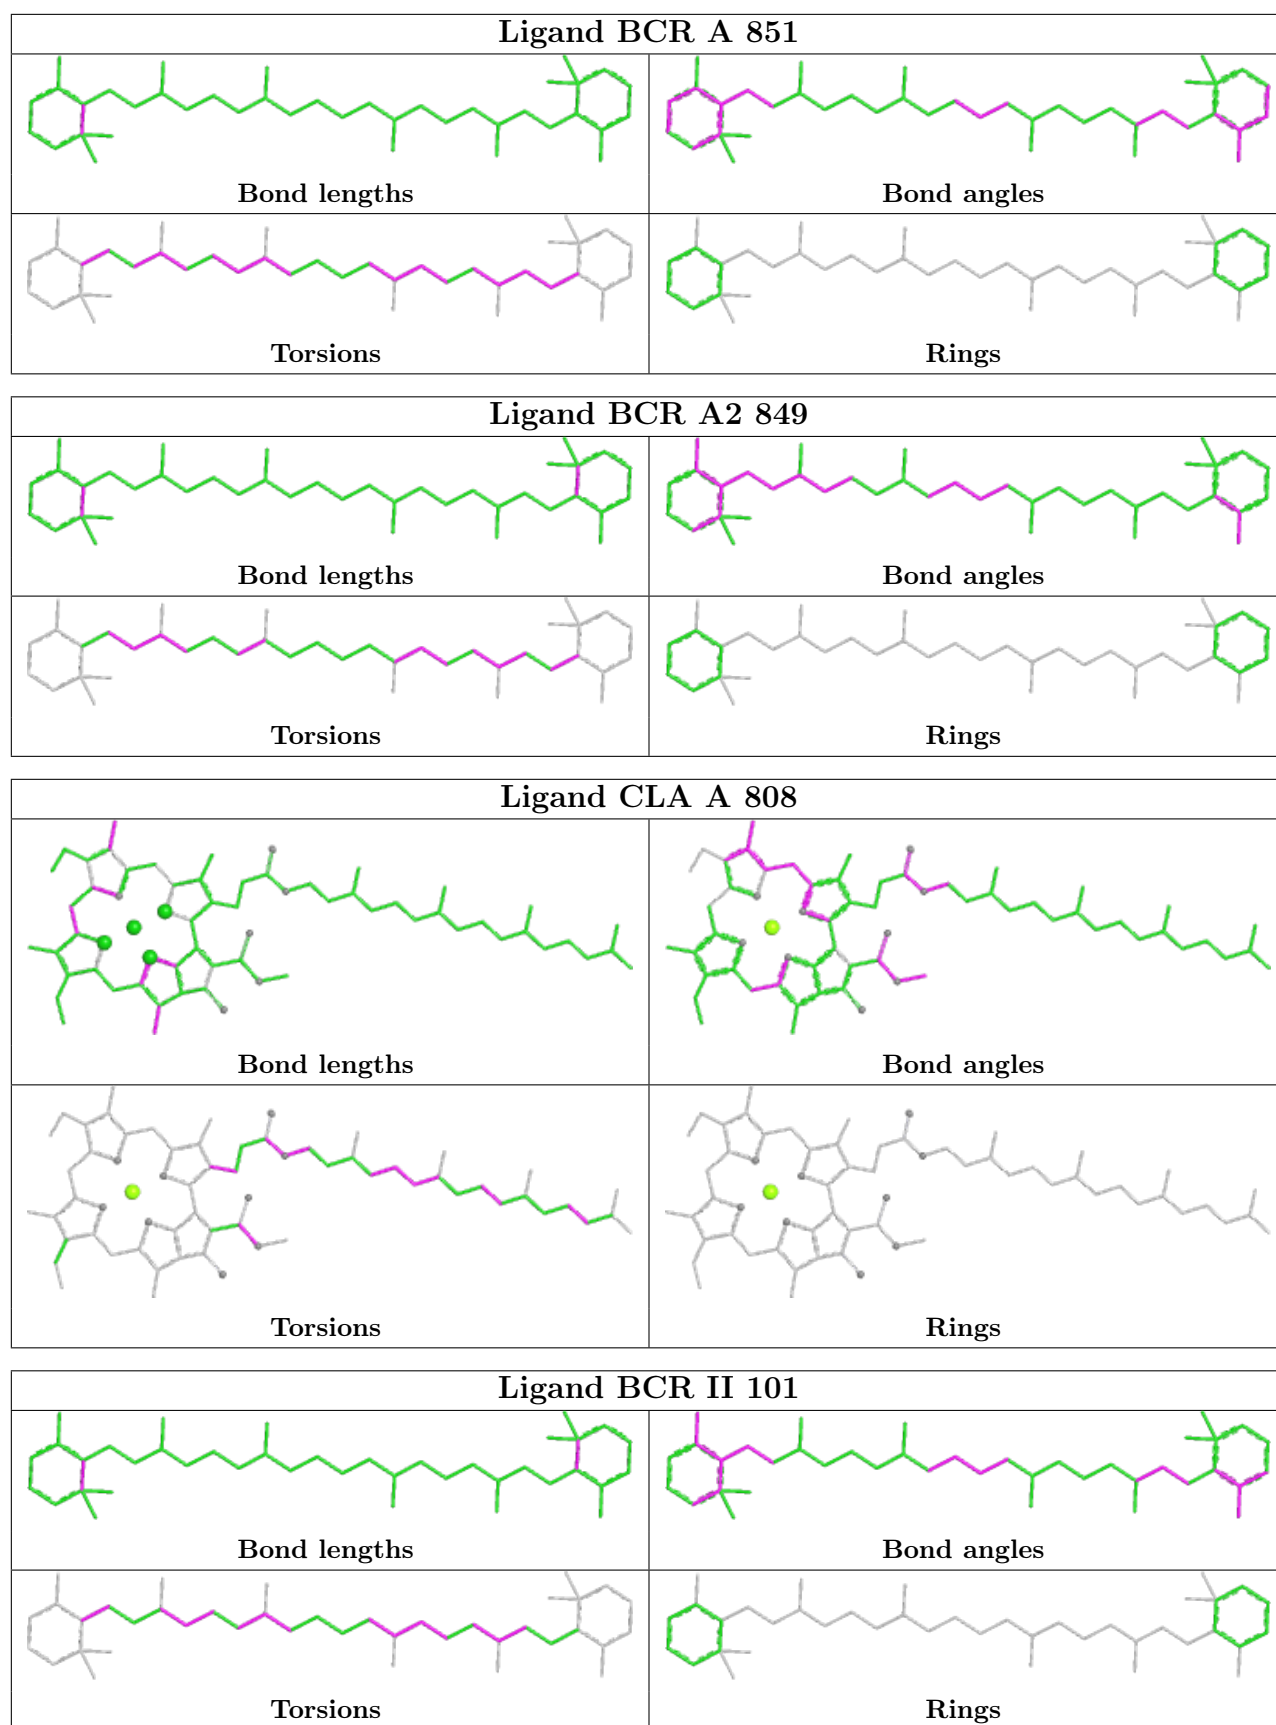 Ligand BCR A 851
Bond lengths
Bond angles
Torsions
Rings
Ligand BCR A2 849
Bond lengths
Bond angles
Torsions
Rings
Ligand CLA A 808
Bond lengths
Bond angles
Torsions
Rings
Ligand BCR II 101
Bond lengths
Bond angles
Torsions
Rings